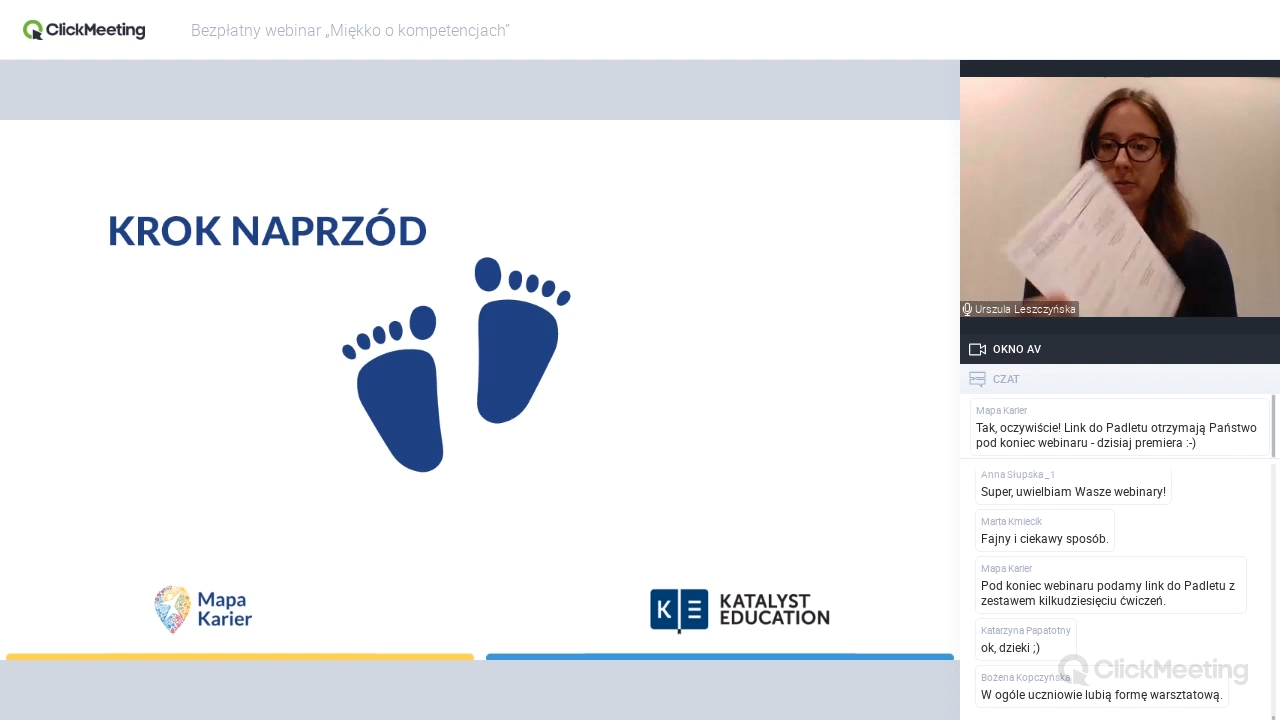 ClickMeeting
Bezpłatny webinar „Miękko o kompetencjach”
KROK NAPRZÓD
Mapa
Karier
K E
KATALYST
EDUCATION
Urszula Leszczyńska
OKNO AV
CZAT
Mapa Karier
Tak, oczywiście! Link do Padletu otrzymają Państwo
pod koniec webinaru - dzisiaj premiera :-)
Anna Słupska_1
Super, uwielbiam Wasze webinary!
Marta Kmiecik
Fajny i ciekawy sposób.
Mapa Karier
Pod koniec webinaru podamy link do Padletu z
zestawem kilkudziesięciu ćwiczeń.
Katarzyna Papatotny
ok, dzieki ;)
Bożena Kopczyńska
W ogóle uczniowie lubią formę warsztatową.
ClickMeeting